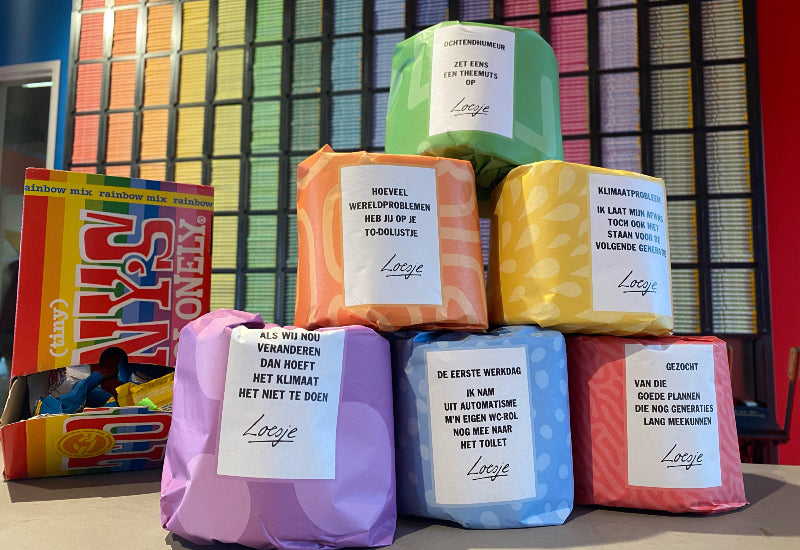 OCHTENDHUMEUR
ZET EENS
EEN THEEMUTS
OP
Loesje
HOEVEEL
WERELDPROBLEMEN
HEB JIJ OP JE
TO-DOLIJSTJE
Loesje
KLIMAATPROBLEEM
IK LAAT MIJN AFWAS
TOCH OOK NIET
STAAN VOOR DE
VOLGENDE GENERATIE
Loesje
ainbow mix rainbow mix rainbow
(tiny)
NY'S
LONELY®
ALS WIJ NOU
VERANDEREN
DAN HOEFT
HET KLIMAAT
HET NIET TE DOEN
Loesje
DE EERSTE WERKDAG
IK NAM
UIT AUTOMATISME
M'N EIGEN WC-ROL
NOG MEE NAAR
HET TOILET
Loesje
GEZOCHT
VAN DIE
GOEDE PLANNEN
DIE NOG GENERATIES
LANG MEEKUNNEN
Loesje